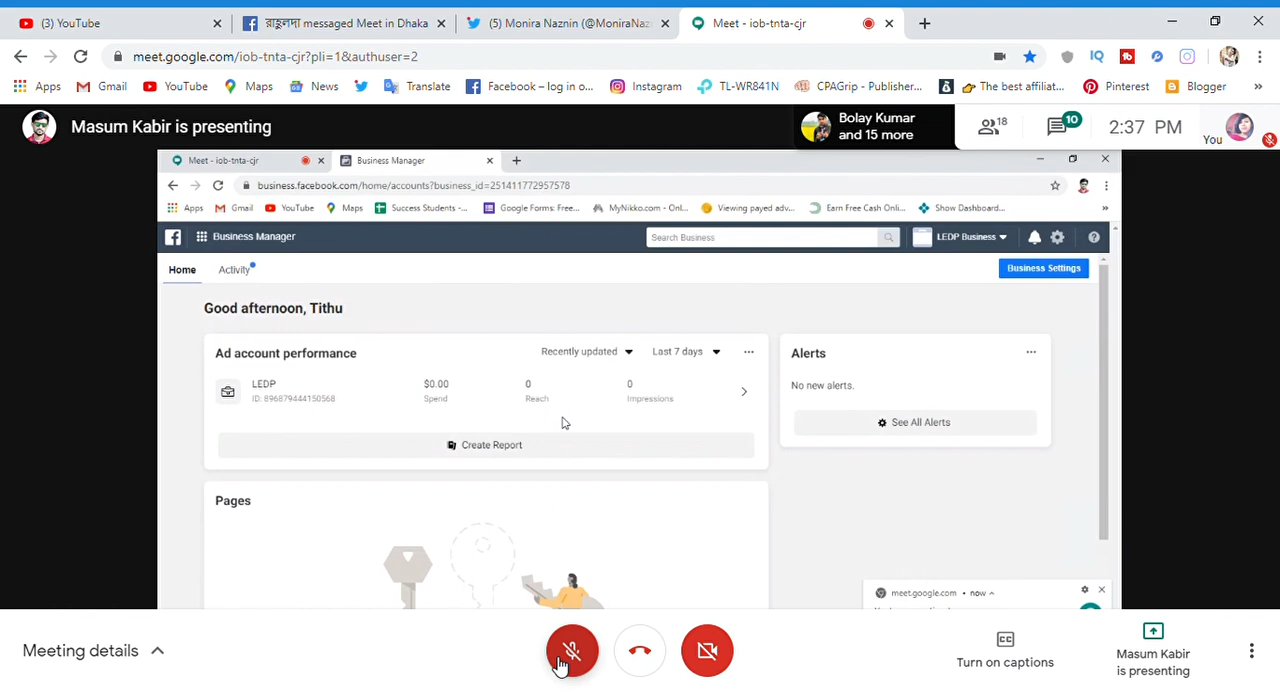 (3) YouTube
রাহুলদা messaged Meet in Dhaka
(5) Monira Naznin (@MoniraNaz
Meet - iob-tnta-cjr
meet.google.com/iob-tnta-cjr?pli=1&authuser=2
Apps
Gmail
YouTube
Maps
News
Translate
Facebook – log in o...
Instagram
TL-WR841N
CPAGrip - Publisher...
The best affiliat...
Pinterest
Blogger
»
Masum Kabir is presenting
Bolay Kumar
and 15 more
18
10
2:37 PM
You
Meet - iob-tnta-cjr
Business Manager
business.facebook.com/home/accounts?business_id=251411772957578
Apps
Gmail
YouTube
Maps
Success Students -...
Google Forms: Free...
MyNikko.com - Onl...
Viewing payed adv...
Earn Free Cash Onli...
Show Dashboard...
»
Business Manager
Search Business
LEDP Business
Home
Activity
Business Settings
Good afternoon, Tithu
Ad account performance
Recently updated
Last 7 days
LEDP
ID: 896879444150568
$0.00
Spend
0
Reach
0
Impressions
Create Report
Alerts
No new alerts.
See All Alerts
Pages
meet.google.com • now
Meeting details
Turn on captions
Masum Kabir
is presenting